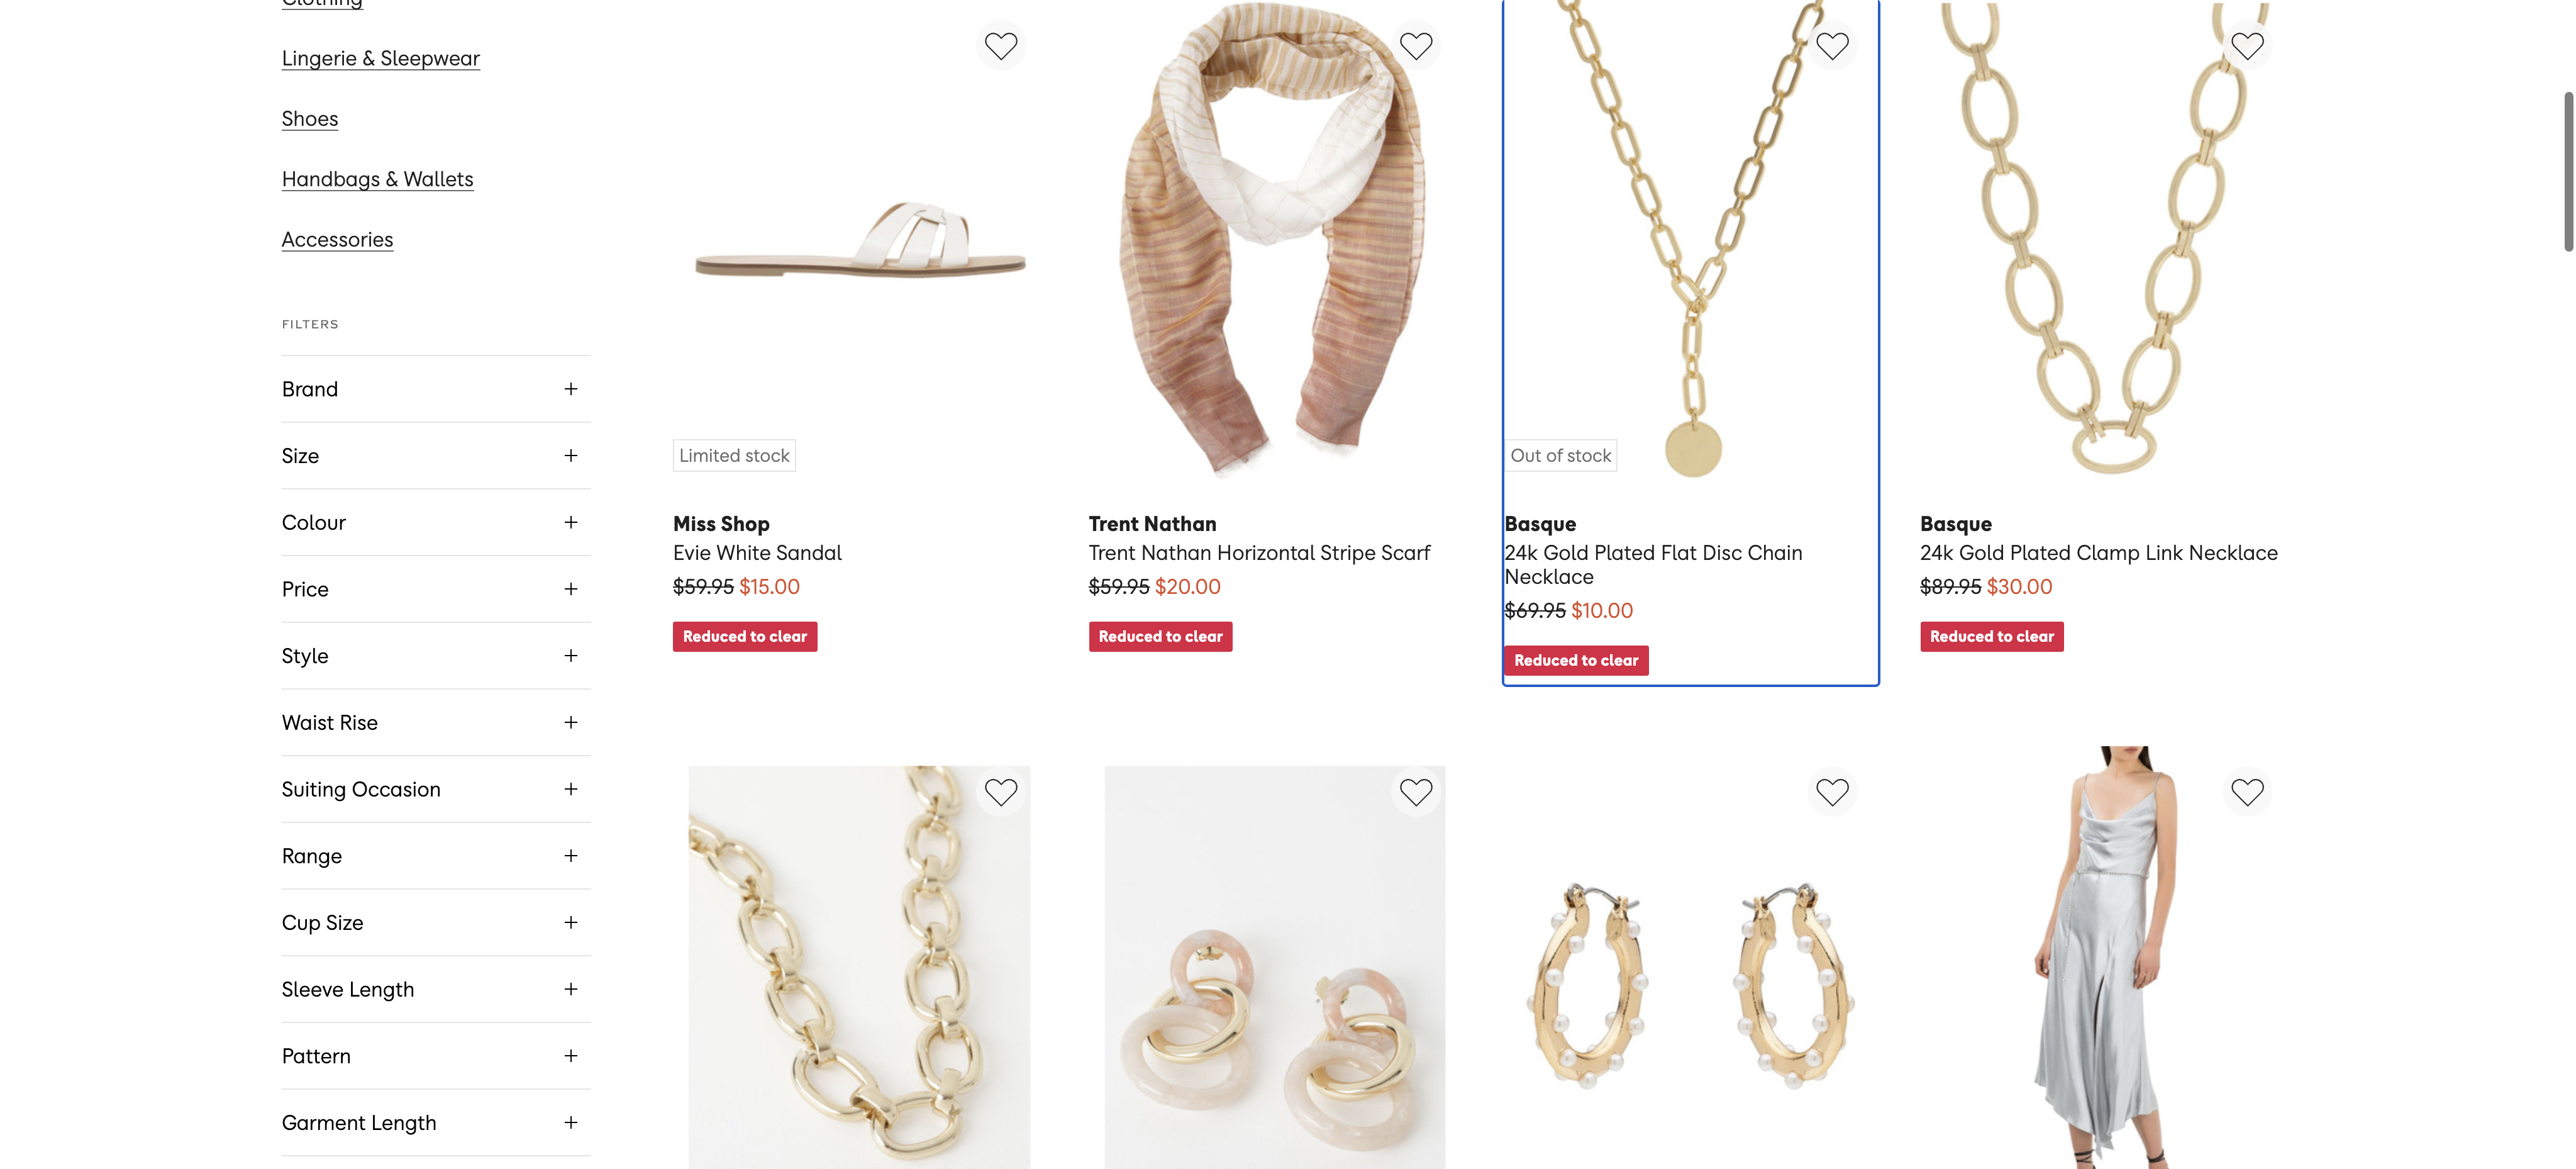 Clothing
Lingerie & Sleepwear
Shoes
Handbags & Wallets
Accessories
FILTERS
Brand
Size
Colour
Price
Style
Waist Rise
Suiting Occasion
Range
Cup Size
Sleeve Length
Pattern
Garment Length
Limited stock
Miss Shop
Evie White Sandal
$59.95 $15.00
Reduced to clear
Trent Nathan
Trent Nathan Horizontal Stripe Scarf
$59.95 $20.00
Reduced to clear
Out of stock
Basque
24k Gold Plated Flat Disc Chain
Necklace
$69.95 $10.00
Reduced to clear
Basque
24k Gold Plated Clamp Link Necklace
$89.95 $30.00
Reduced to clear